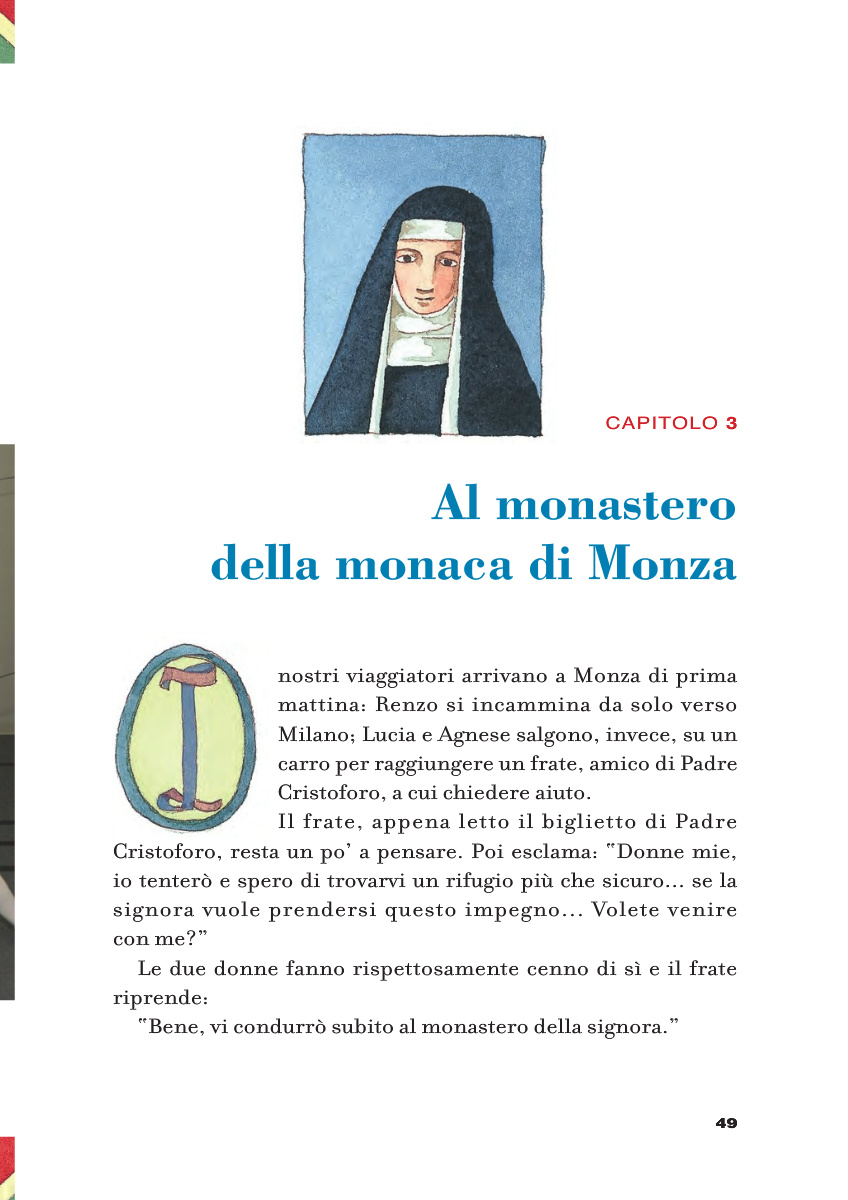 CAPITOLO 3
Al monastero
della monaca di Monza
I nostri viaggiatori arrivano a Monza di prima
mattina: Renzo si incammina da solo verso
Milano; Lucia e Agnese salgono, invece, su un
carro per raggiungere un frate, amico di Padre
Cristoforo, a cui chiedere aiuto.
Il frate, appena letto il biglietto di Padre
Cristoforo, resta un po’ a pensare. Poi esclama: “Donne mie,
io tenterò e spero di trovarvi un rifugio più che sicuro... se la
signora vuole prendersi questo impegno... Volete venire
con me?”
Le due donne fanno rispettosamente cenno di sì e il frate
riprende:
“Bene, vi condurrò subito al monastero della signora.”
49